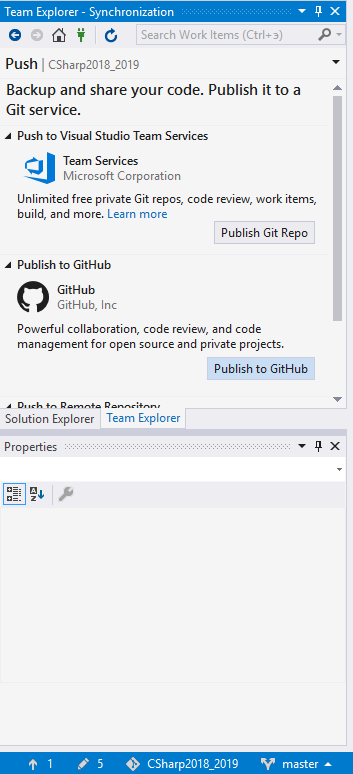 Team Explorer - Synchronization
Search Work Items (Ctrl+э)
Push | CSharp2018_2019
Backup and share your code. Publish it to a
Git service.
Push to Visual Studio Team Services
Team Services
Microsoft Corporation
Unlimited free private Git repos, code review, work items,
build, and more. Learn more
Publish Git Repo
Publish to GitHub
GitHub
GitHub, Inc
Powerful collaboration, code review, and code
management for open source and private projects.
Publish to GitHub
Push to Remote Repository
Solution Explorer Team Explorer
Properties
1 5 CSharp2018_2019 master